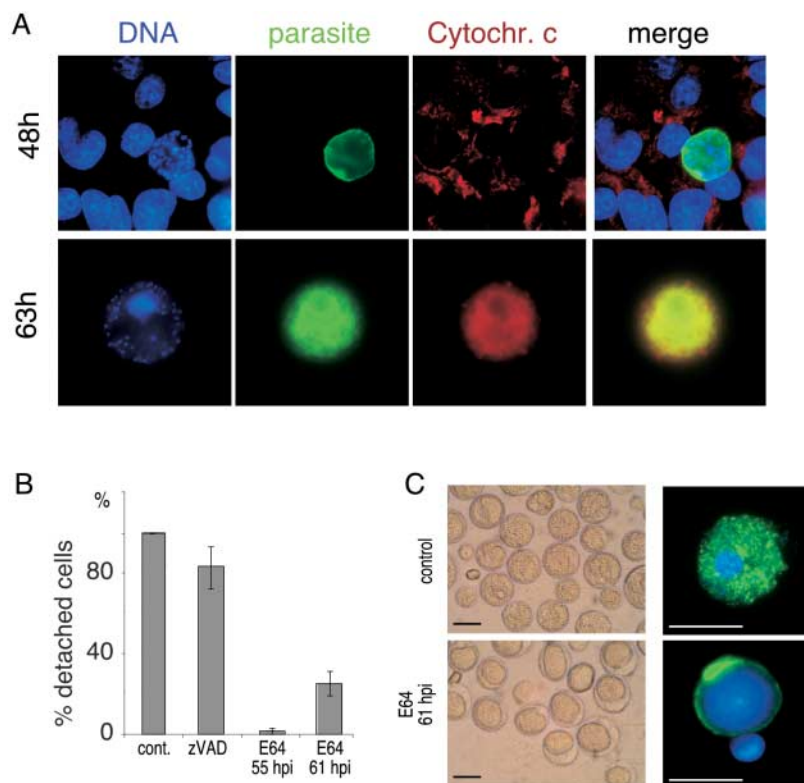 A
DNA parasite Cytochr. c merge
48h
63h
B
%
% detached cells
80
40
0
cont. zVAD E64 E64
55 hpi 61 hpi
C
control
E64
61 hpi